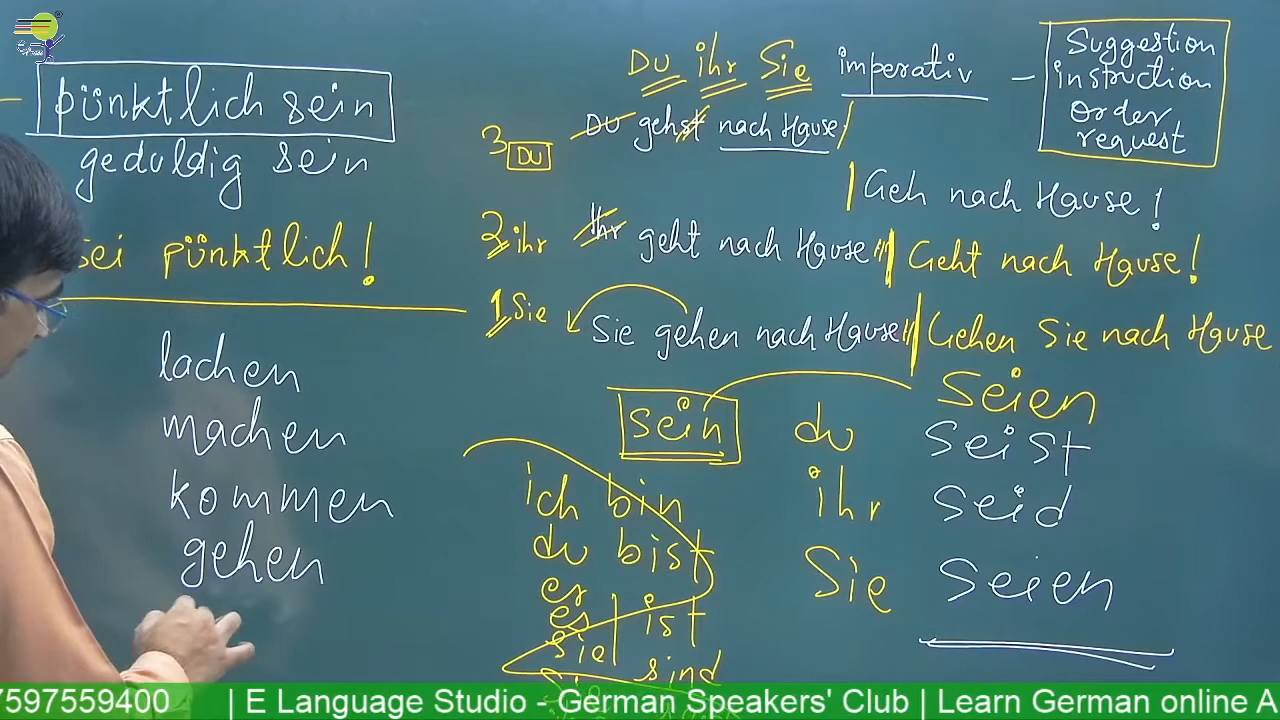 pünktlich sein
geduldig sein
sei pünktlich!
lachen
machen
kommen
gehen
Du ihr Sie imperativ –
Suggestion
instruction
order
request
3 DU
Du gehst nach Hause
Geh nach Hause!
2 ihr
Ihr geht nach Hause
Geht nach Hause!
1 Sie
Sie gehen nach Hause
Gehen Sie nach Hause
sein
seien
du seist
ihr seid
Sie seien
ich bin
du bist
er
es ist
sie
sind
7597559400 | E Language Studio - German Speakers' Club | Learn German online A